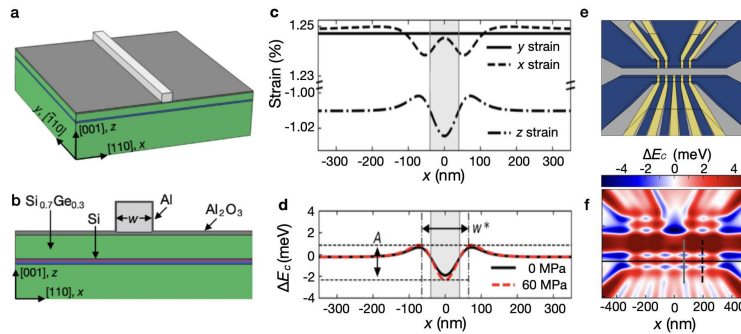 a
y, [1̄10]
[001], z
[110], x
b
Si0.7Ge0.3
Si
w
Al
Al2O3
[001], z
[110], x
c
Strain (%)
1.25
1.23
-1.00
-1.02
y strain
x strain
z strain
-300 -200 -100 0 100 200 300
x (nm)
d
ΔEc (meV)
4
2
0
-2
-4
A
w*
0 MPa
60 MPa
-300 -200 -100 0 100 200 300
x (nm)
e
ΔEc (meV)
-4 -2 0 2 4
f
-400 -200 0 200 400
x (nm)